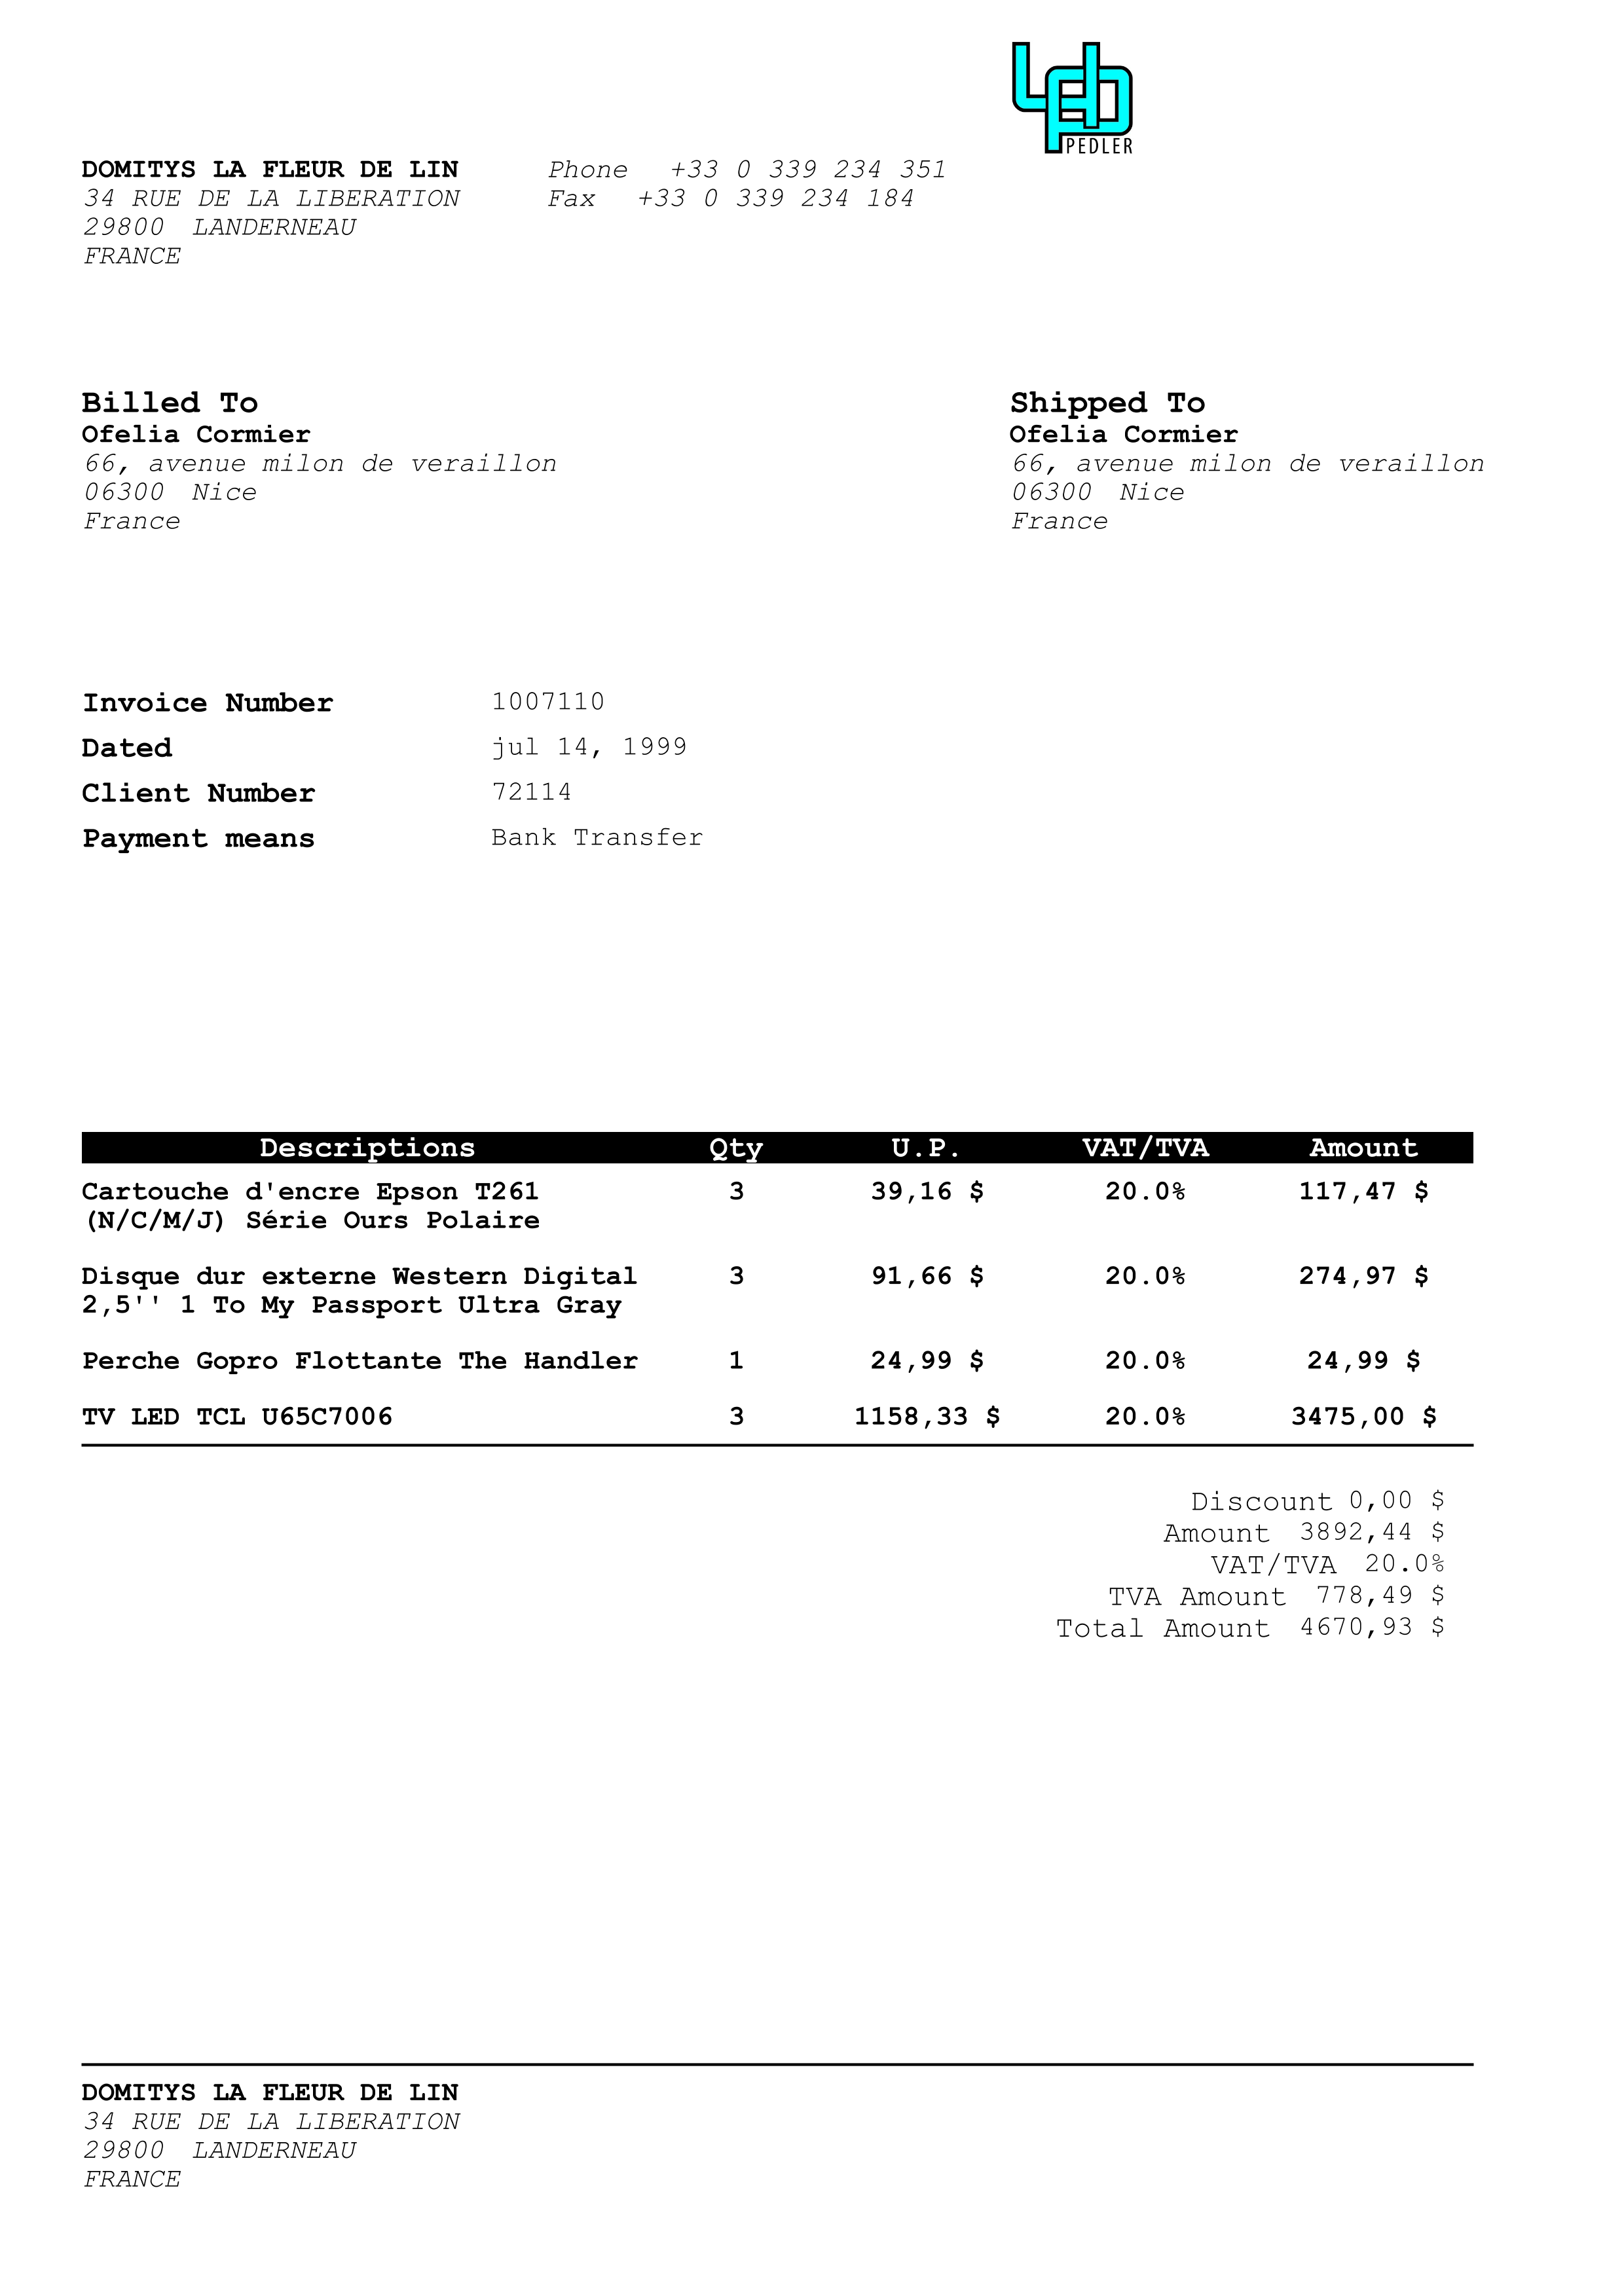 PEDLER
DOMITYS LA FLEUR DE LIN Phone +33 0 339 234 351
34 RUE DE LA LIBERATION Fax +33 0 339 234 184
29800 LANDERNEAU
FRANCE
Billed To
Ofelia Cormier
66, avenue milon de veraillon
06300 Nice
France
Shipped To
Ofelia Cormier
66, avenue milon de veraillon
06300 Nice
France
Invoice Number 1007110
Dated jul 14, 1999
Client Number 72114
Payment means Bank Transfer
Descriptions Qty U.P. VAT/TVA Amount
Cartouche d'encre Epson T261 3 39,16 $ 20.0% 117,47 $
(N/C/M/J) Série Ours Polaire
Disque dur externe Western Digital 3 91,66 $ 20.0% 274,97 $
2,5'' 1 To My Passport Ultra Gray
Perche Gopro Flottante The Handler 1 24,99 $ 20.0% 24,99 $
TV LED TCL U65C7006 3 1158,33 $ 20.0% 3475,00 $
Discount 0,00 $
Amount 3892,44 $
VAT/TVA 20.0%
TVA Amount 778,49 $
Total Amount 4670,93 $
DOMITYS LA FLEUR DE LIN
34 RUE DE LA LIBERATION
29800 LANDERNEAU
FRANCE